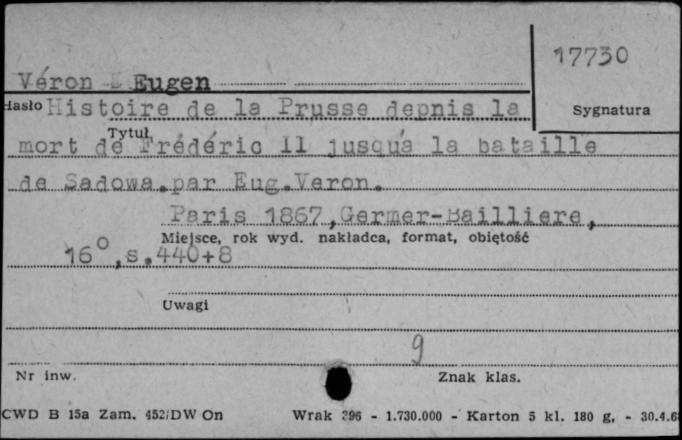 17730
Véron Eugen
Hasło Histoire de la Prusse depnis la
Sygnatura
Tytuł
mort de Frédéric II jusqu'á la bataille
de Sadowa.par Eug.Veron.
Paris 1867,Germer-Bailliere,
Miejsce, rok wyd. nakładca, format, objętość
16°,s.440+8
Uwagi
9
Nr inw.
Znak klas.
CWD B 15a Zam. 452/DW On Wrak 396 - 1.730.000 - Karton 5 kl. 180 g. - 30.4.6